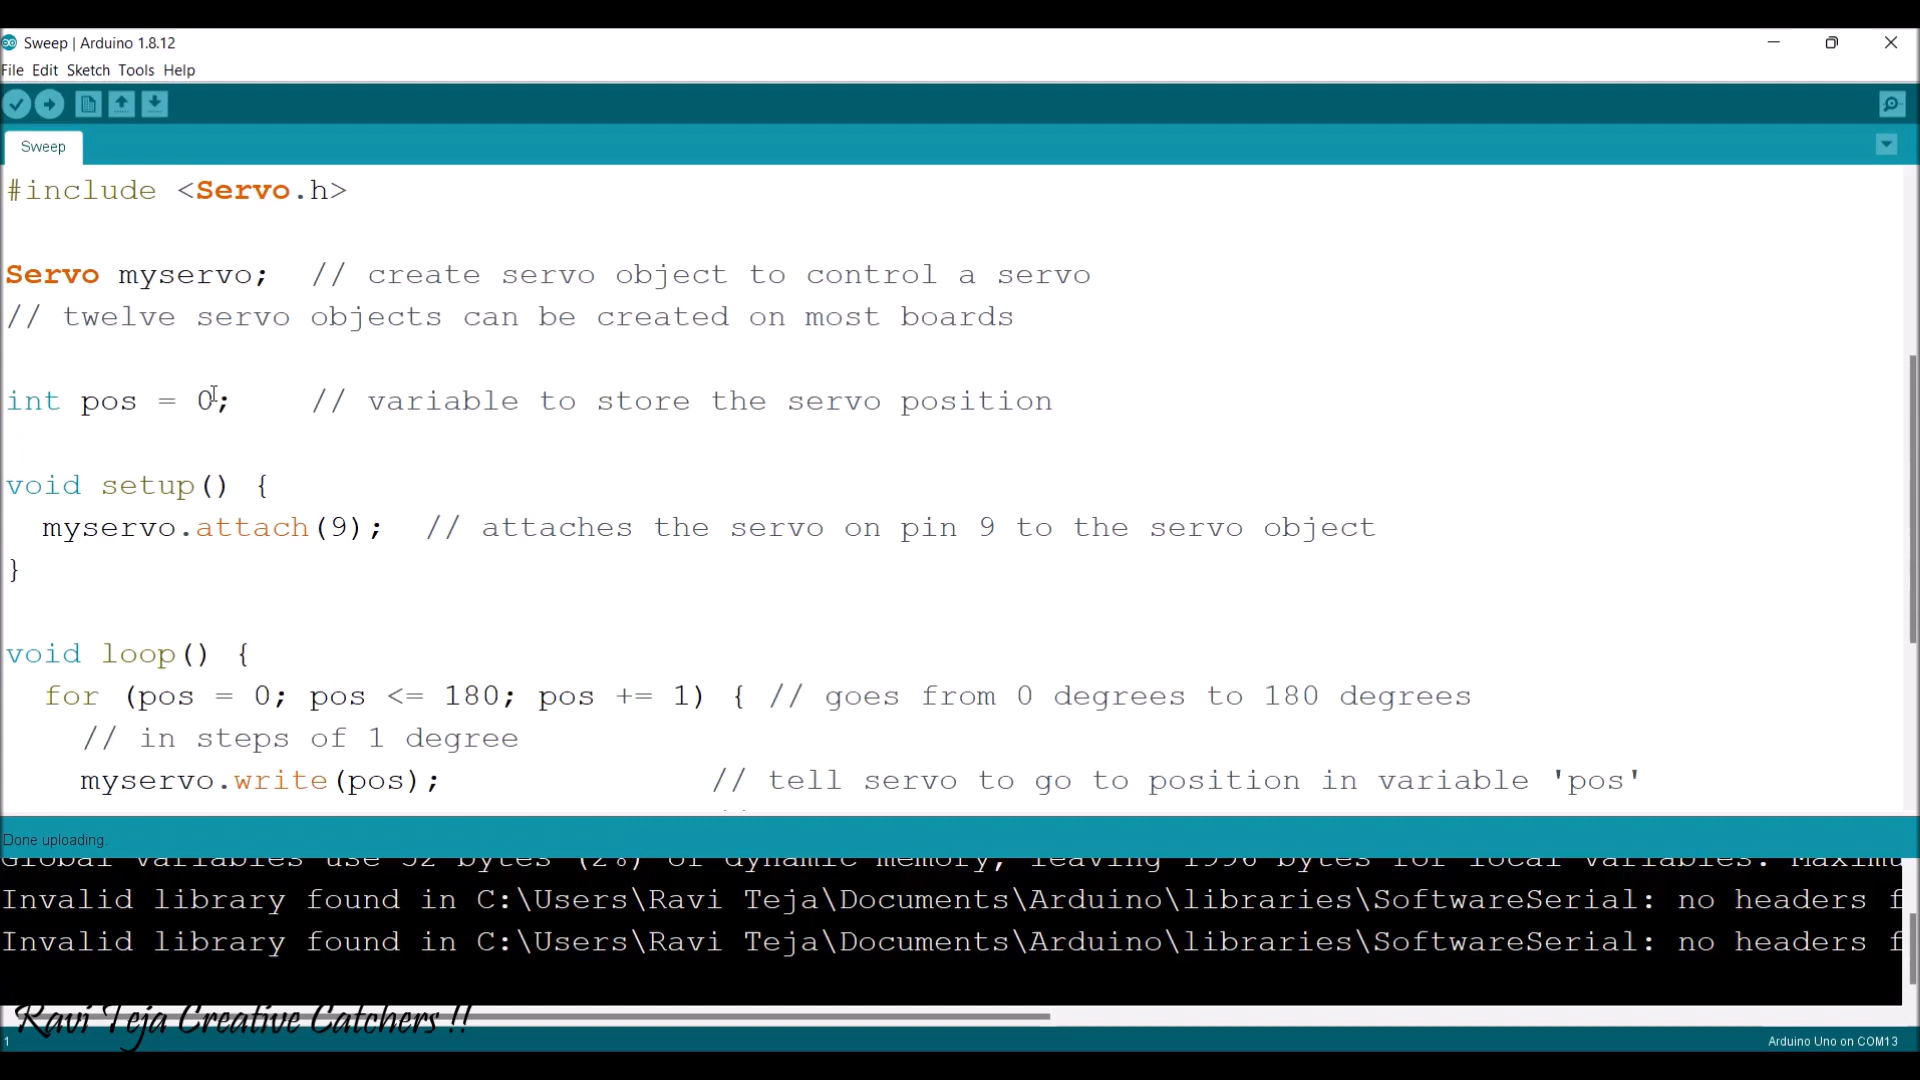 Sweep | Arduino 1.8.12
File Edit Sketch Tools Help
Sweep
#include <Servo.h>
Servo myservo;  // create servo object to control a servo
// twelve servo objects can be created on most boards
int pos = 0;    // variable to store the servo position
void setup() {
  myservo.attach(9);  // attaches the servo on pin 9 to the servo object
}
void loop() {
  for (pos = 0; pos <= 180; pos += 1) { // goes from 0 degrees to 180 degrees
    // in steps of 1 degree
    myservo.write(pos);              // tell servo to go to position in variable 'pos'
Done uploading.
Global variables use 52 bytes (2%) of dynamic memory, leaving 1996 bytes for local variables. Maximu
Invalid library found in C:\Users\Ravi Teja\Documents\Arduino\libraries\SoftwareSerial: no headers f
Invalid library found in C:\Users\Ravi Teja\Documents\Arduino\libraries\SoftwareSerial: no headers f
Ravi Teja Creative Catchers !!
1
Arduino Uno on COM13